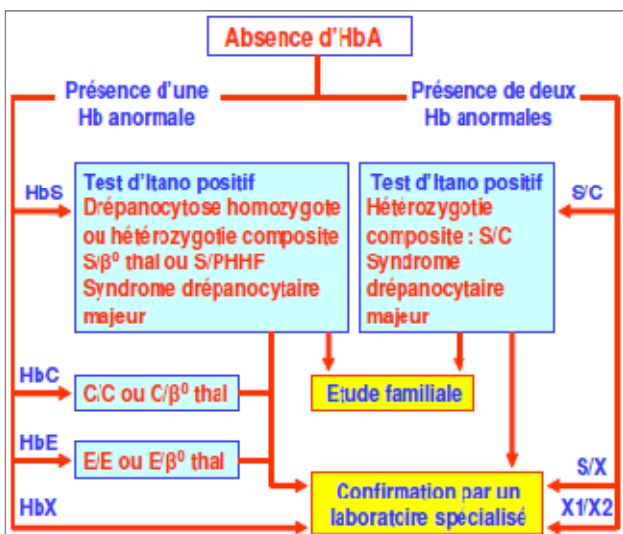 Absence d'HbA
Présence d'une
Hb anormale
Présence de deux
Hb anormales
HbS
Test d'Itano positif
Drépanocytose homozygote
ou hétérozygotie composite
S/β⁰ thal ou S/PHHF
Syndrome drépanocytaire
majeur
Test d'Itano positif
Hétérozygotie
composite : S/C
Syndrome
drépanocytaire
majeur
S/C
HbC
C/C ou C/β⁰ thal
Etude familiale
HbE
E/E ou E/β⁰ thal
S/X
HbX
Confirmation par un
laboratoire spécialisé
X1/X2